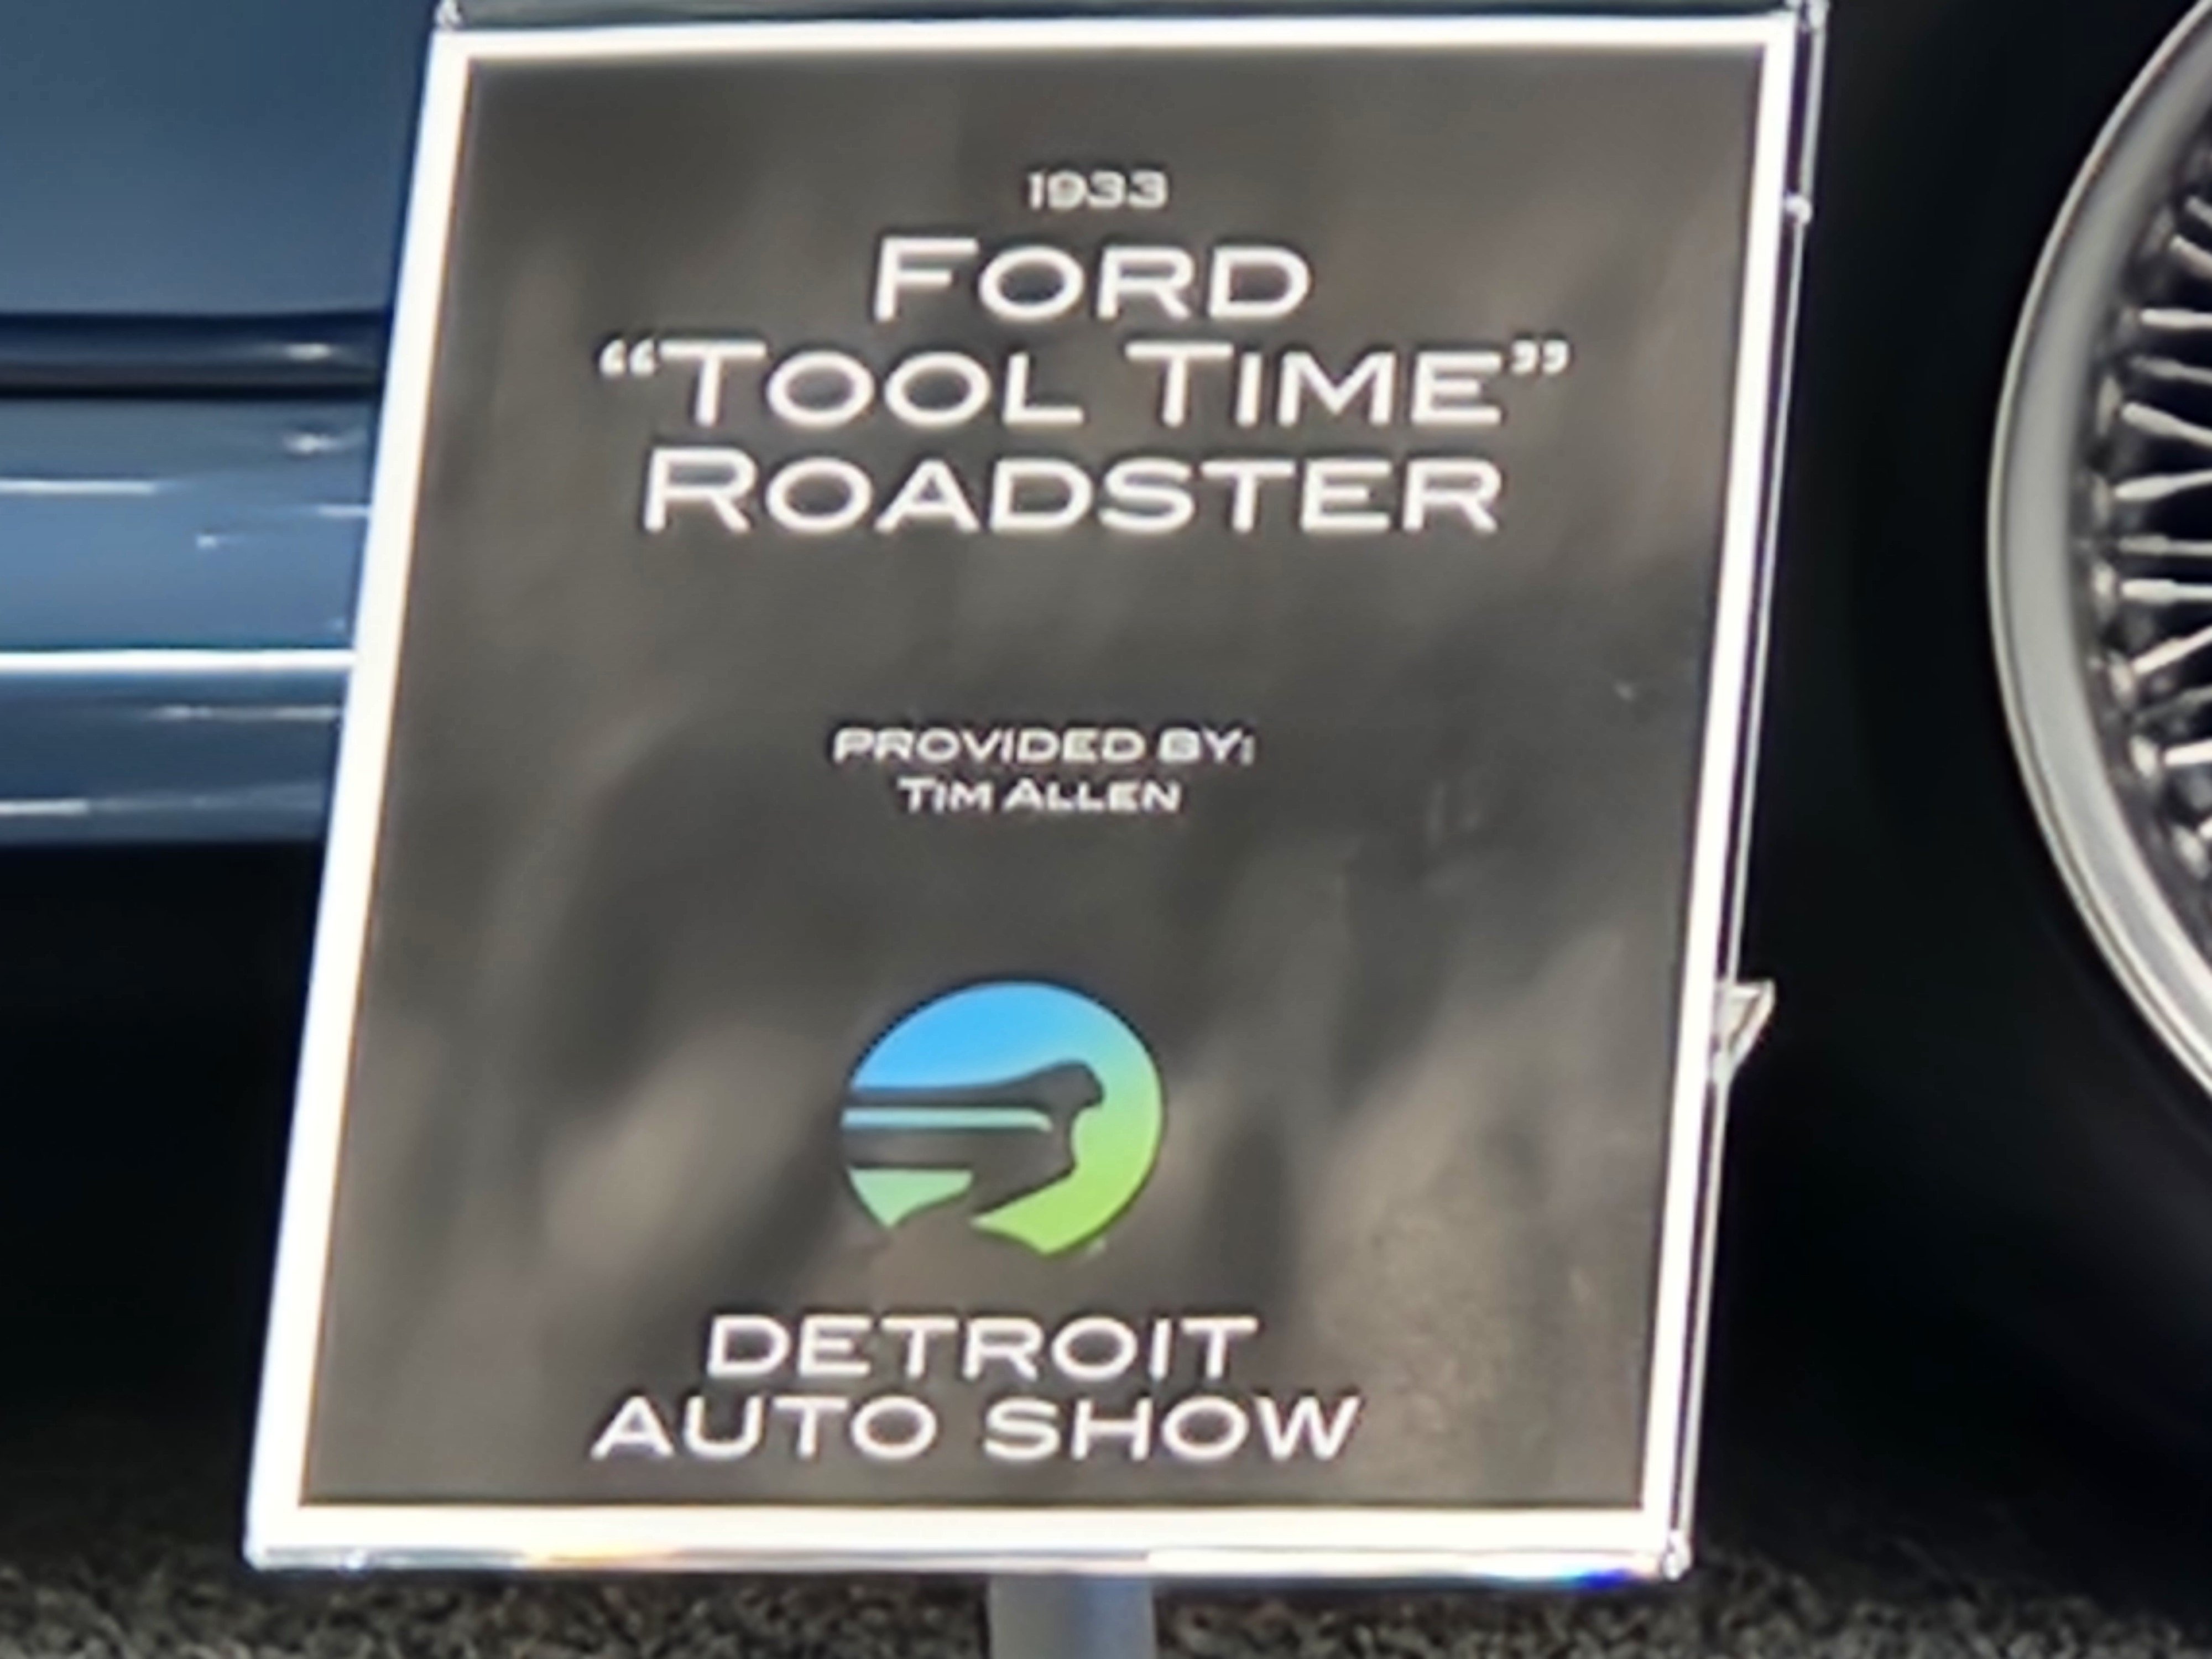 1933
FORD
“TOOL TIME”
ROADSTER
PROVIDED BY:
TIM ALLEN
DETROIT
AUTO SHOW